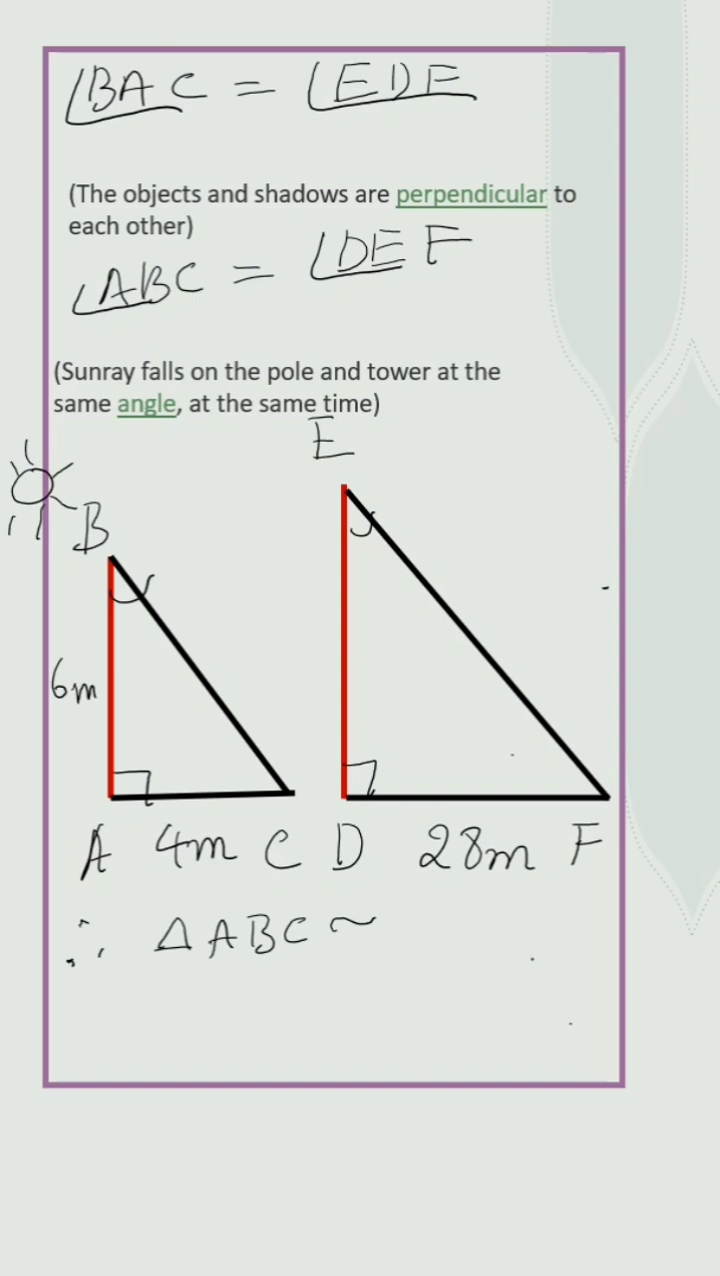 ∠BAC = ∠EDF
(The objects and shadows are perpendicular to
each other)
∠ABC = ∠DEF
(Sunray falls on the pole and tower at the
same angle, at the same time)
E
B
6m
A 4m C D 28m F
∴ △ABC ~